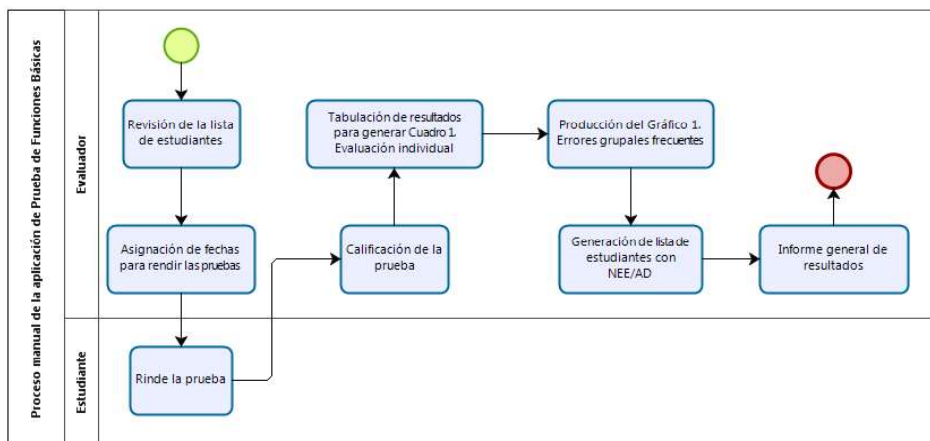 Proceso manual de la aplicación de Prueba de Funciones Básicas
Evaluador
Revisión de la lista
de estudiantes
Asignación de fechas
para rendir las pruebas
Estudiante
Rinde la prueba
Calificación de la
prueba
Tabulación de resultados
para generar Cuadro 1.
Evaluación individual
Producción del Gráfico 1.
Errores grupales frecuentes
Generación de lista de
estudiantes con
NEE/AD
Informe general de
resultados